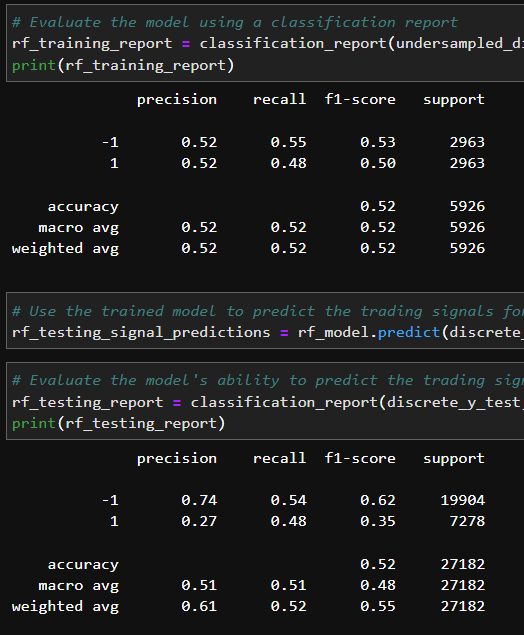 # Evaluate the model using a classification report
rf_training_report = classification_report(undersampled_d
print(rf_training_report)
precision recall f1-score support
-1 0.52 0.55 0.53 2963
1 0.52 0.48 0.50 2963
accuracy 0.52 5926
macro avg 0.52 0.52 0.52 5926
weighted avg 0.52 0.52 0.52 5926
# Use the trained model to predict the trading signals for
rf_testing_signal_predictions = rf_model.predict(discrete_
# Evaluate the model's ability to predict the trading sig
rf_testing_report = classification_report(discrete_y_test
print(rf_testing_report)
precision recall f1-score support
-1 0.74 0.54 0.62 19904
1 0.27 0.48 0.35 7278
accuracy 0.52 27182
macro avg 0.51 0.51 0.48 27182
weighted avg 0.61 0.52 0.55 27182